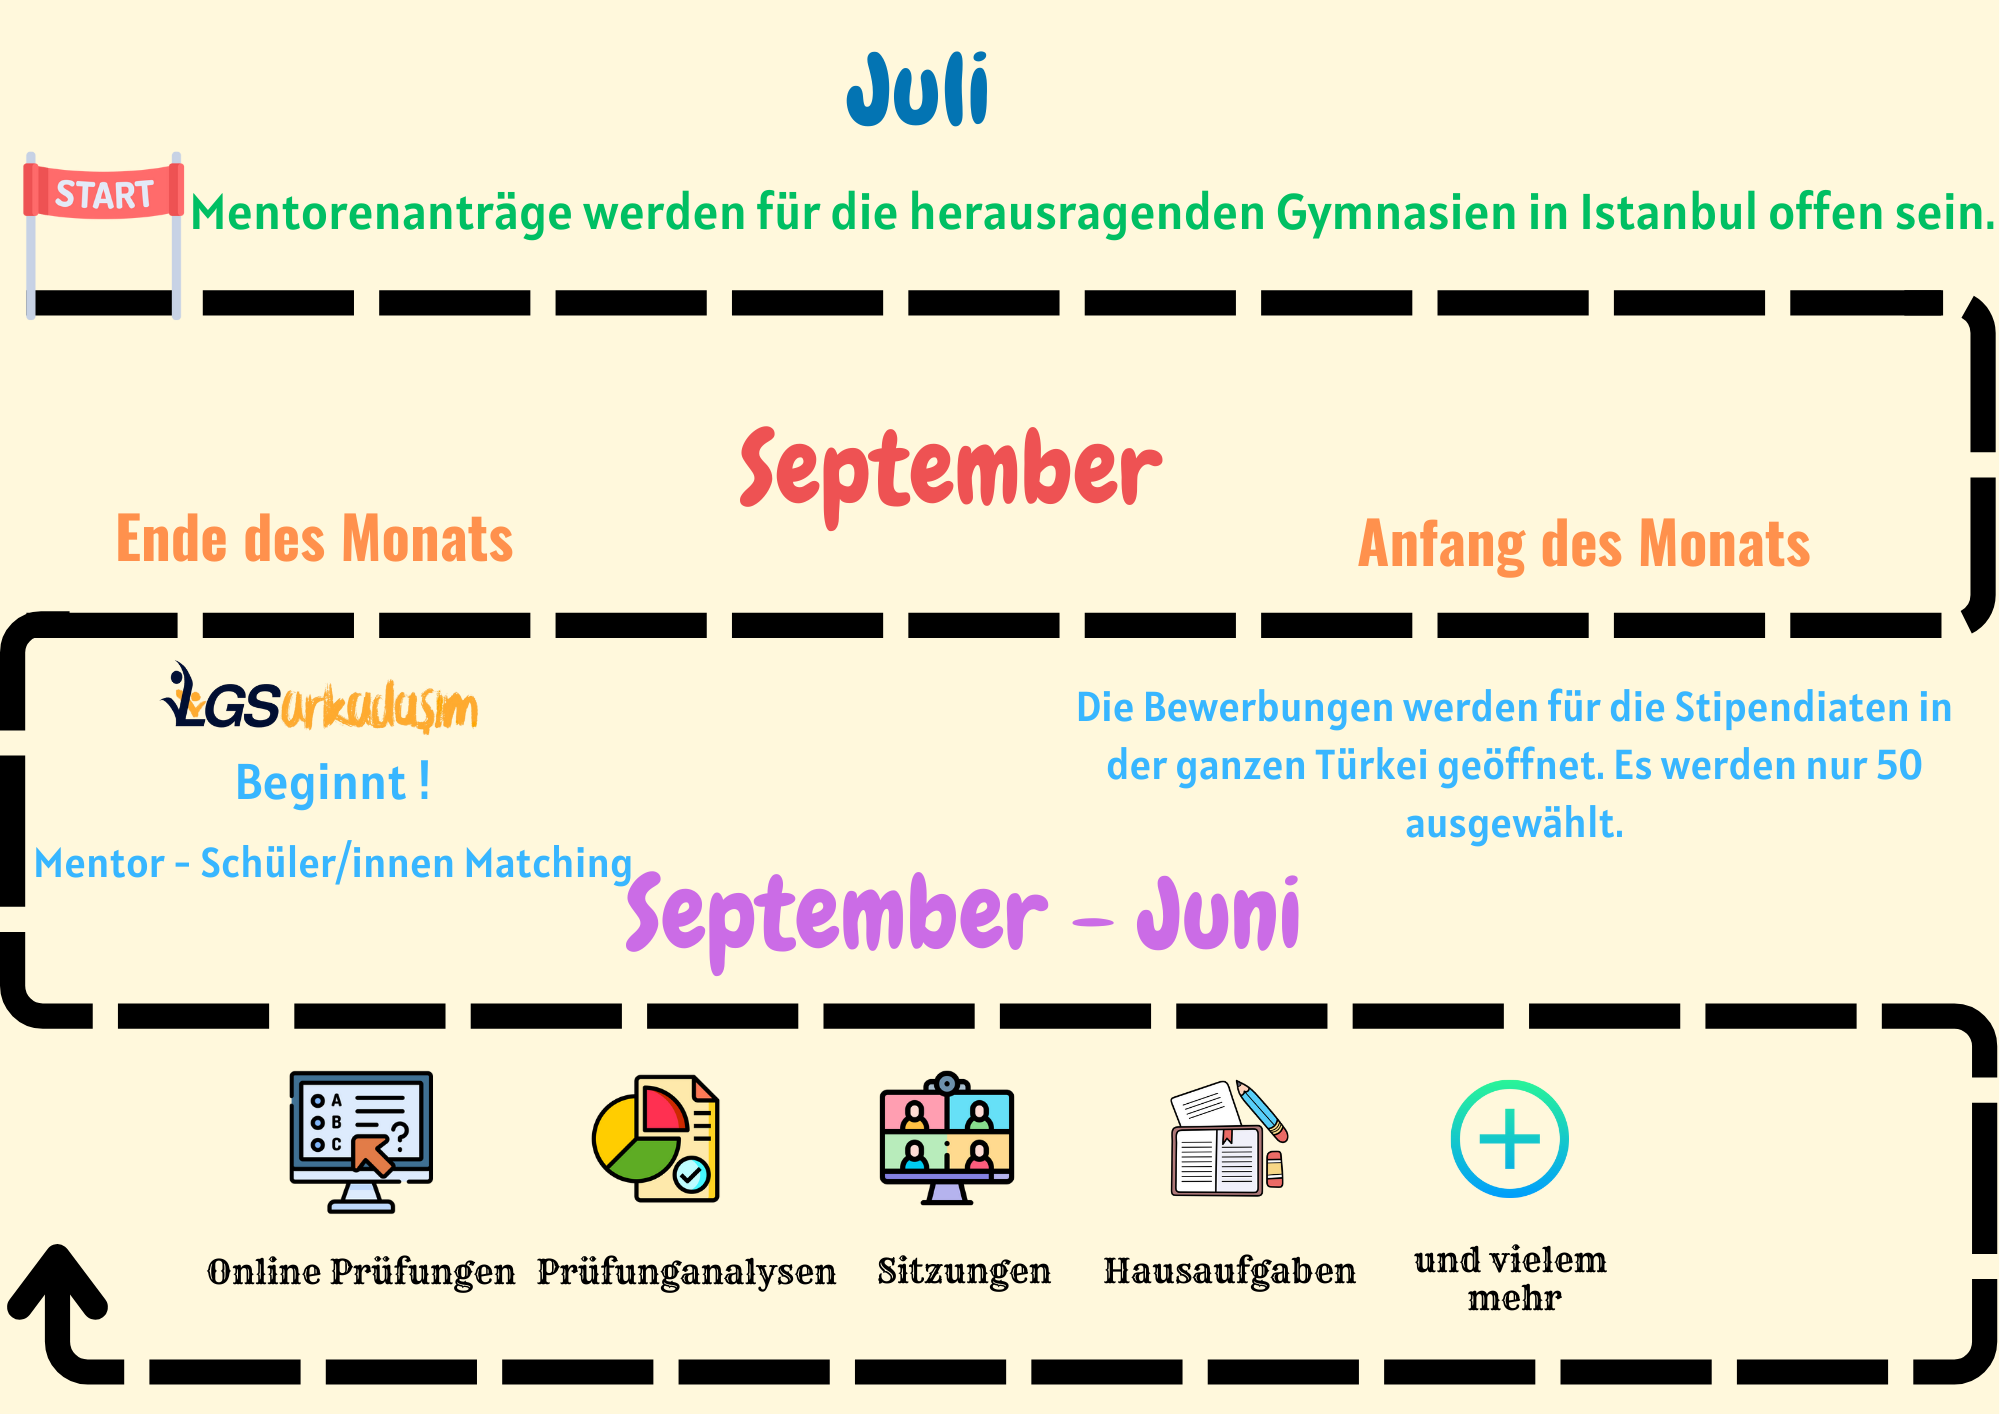 Juli
START
Mentorenanträge werden für die herausragenden Gymnasien in Istanbul offen sein.
September
Anfang des Monats
Ende des Monats
Die Bewerbungen werden für die Stipendiaten in
der ganzen Türkei geöffnet. Es werden nur 50
ausgewählt.
LGSarkadaşım
Beginnt !
Mentor - Schüler/innen Matching
September - Juni
A
B
C
?
Online Prüfungen
Prüfunganalysen
Sitzungen
Hausaufgaben
und vielem
mehr